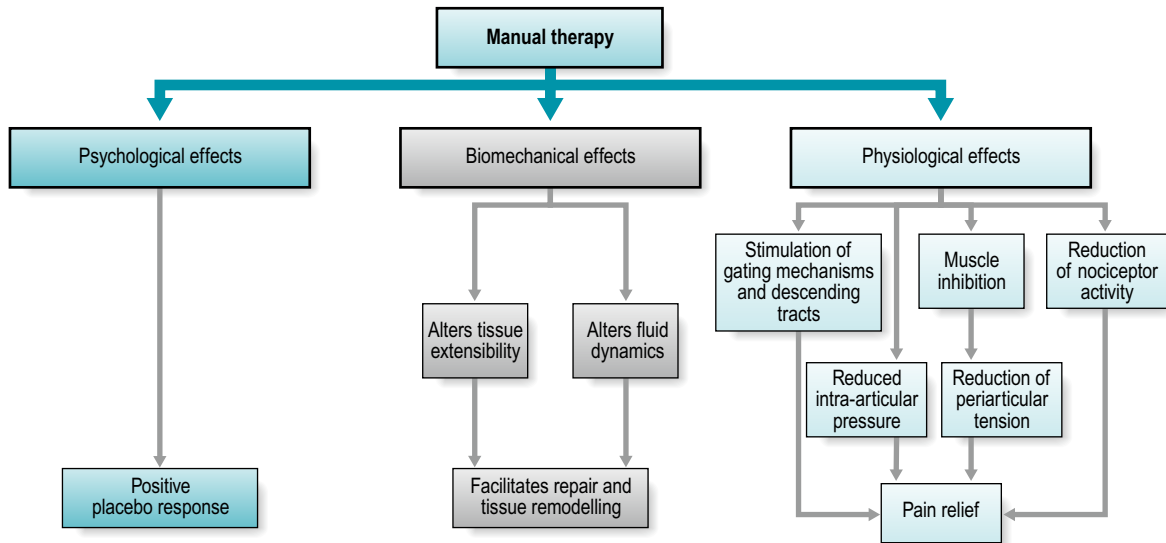 Manual therapy
Psychological effects
Biomechanical effects
Physiological effects
Stimulation of
gating mechanisms
and descending
tracts
Muscle
inhibition
Reduction
of nociceptor
activity
Alters tissue
extensibility
Alters fluid
dynamics
Reduced
intra-articular
pressure
Reduction of
periarticular
tension
Positive
placebo response
Facilitates repair and
tissue remodelling
Pain relief